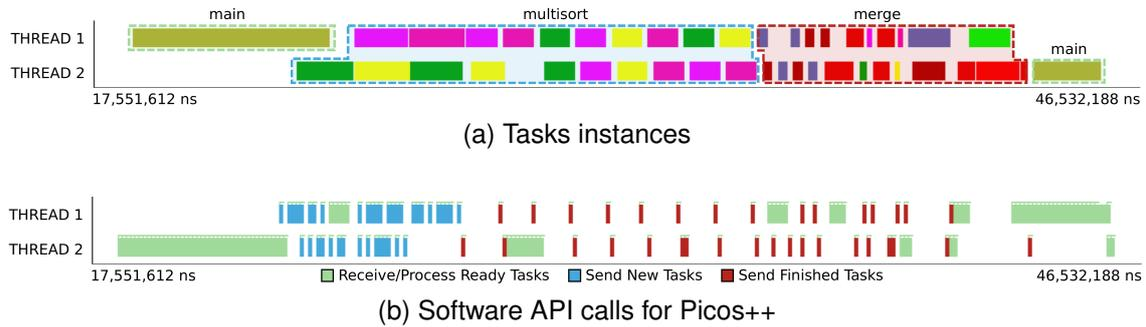 main multisort merge
THREAD 1
main
THREAD 2
17,551,612 ns 46,532,188 ns
(a) Tasks instances
THREAD 1
THREAD 2
17,551,612 ns Receive/Process Ready Tasks Send New Tasks Send Finished Tasks 46,532,188 ns
(b) Software API calls for Picos++